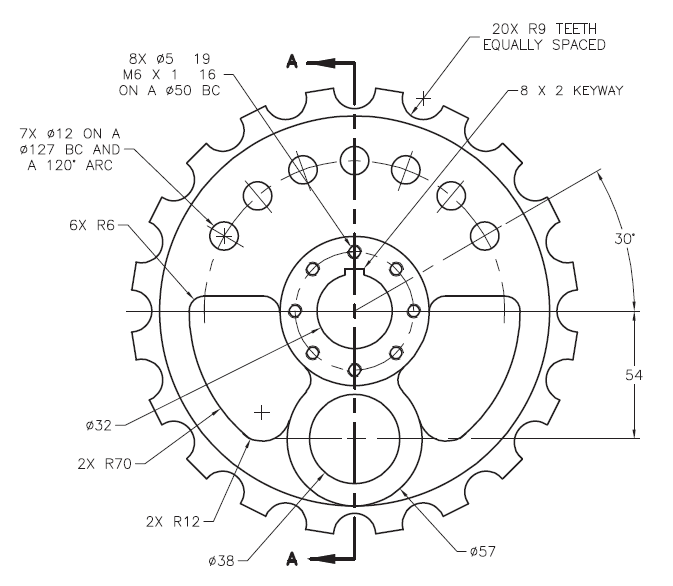 20X R9 TEETH
EQUALLY SPACED
8X ø5 19
M6 X 1 16
ON A ø50 BC
A
8 X 2 KEYWAY
7X ø12 ON A
ø127 BC AND
A 120° ARC
6X R6
30°
54
ø32
2X R70
2X R12
ø38
A
ø57